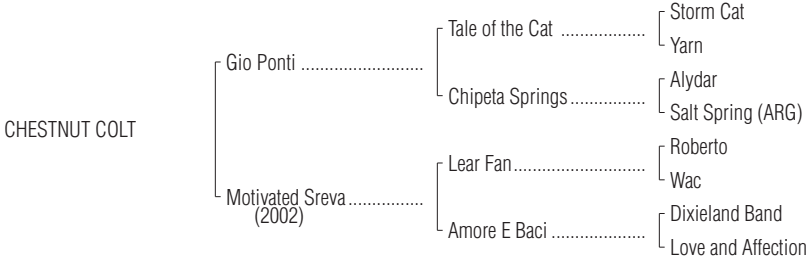 Storm Cat
Tale of the Cat ..................
Yarn
Gio Ponti .........................
Alydar
Chipeta Springs ................
Salt Spring (ARG)
CHESTNUT COLT
Roberto
Lear Fan ...........................
Wac
Motivated Sreva ................
(2002)
Dixieland Band
Amore E Baci ...................
Love and Affection